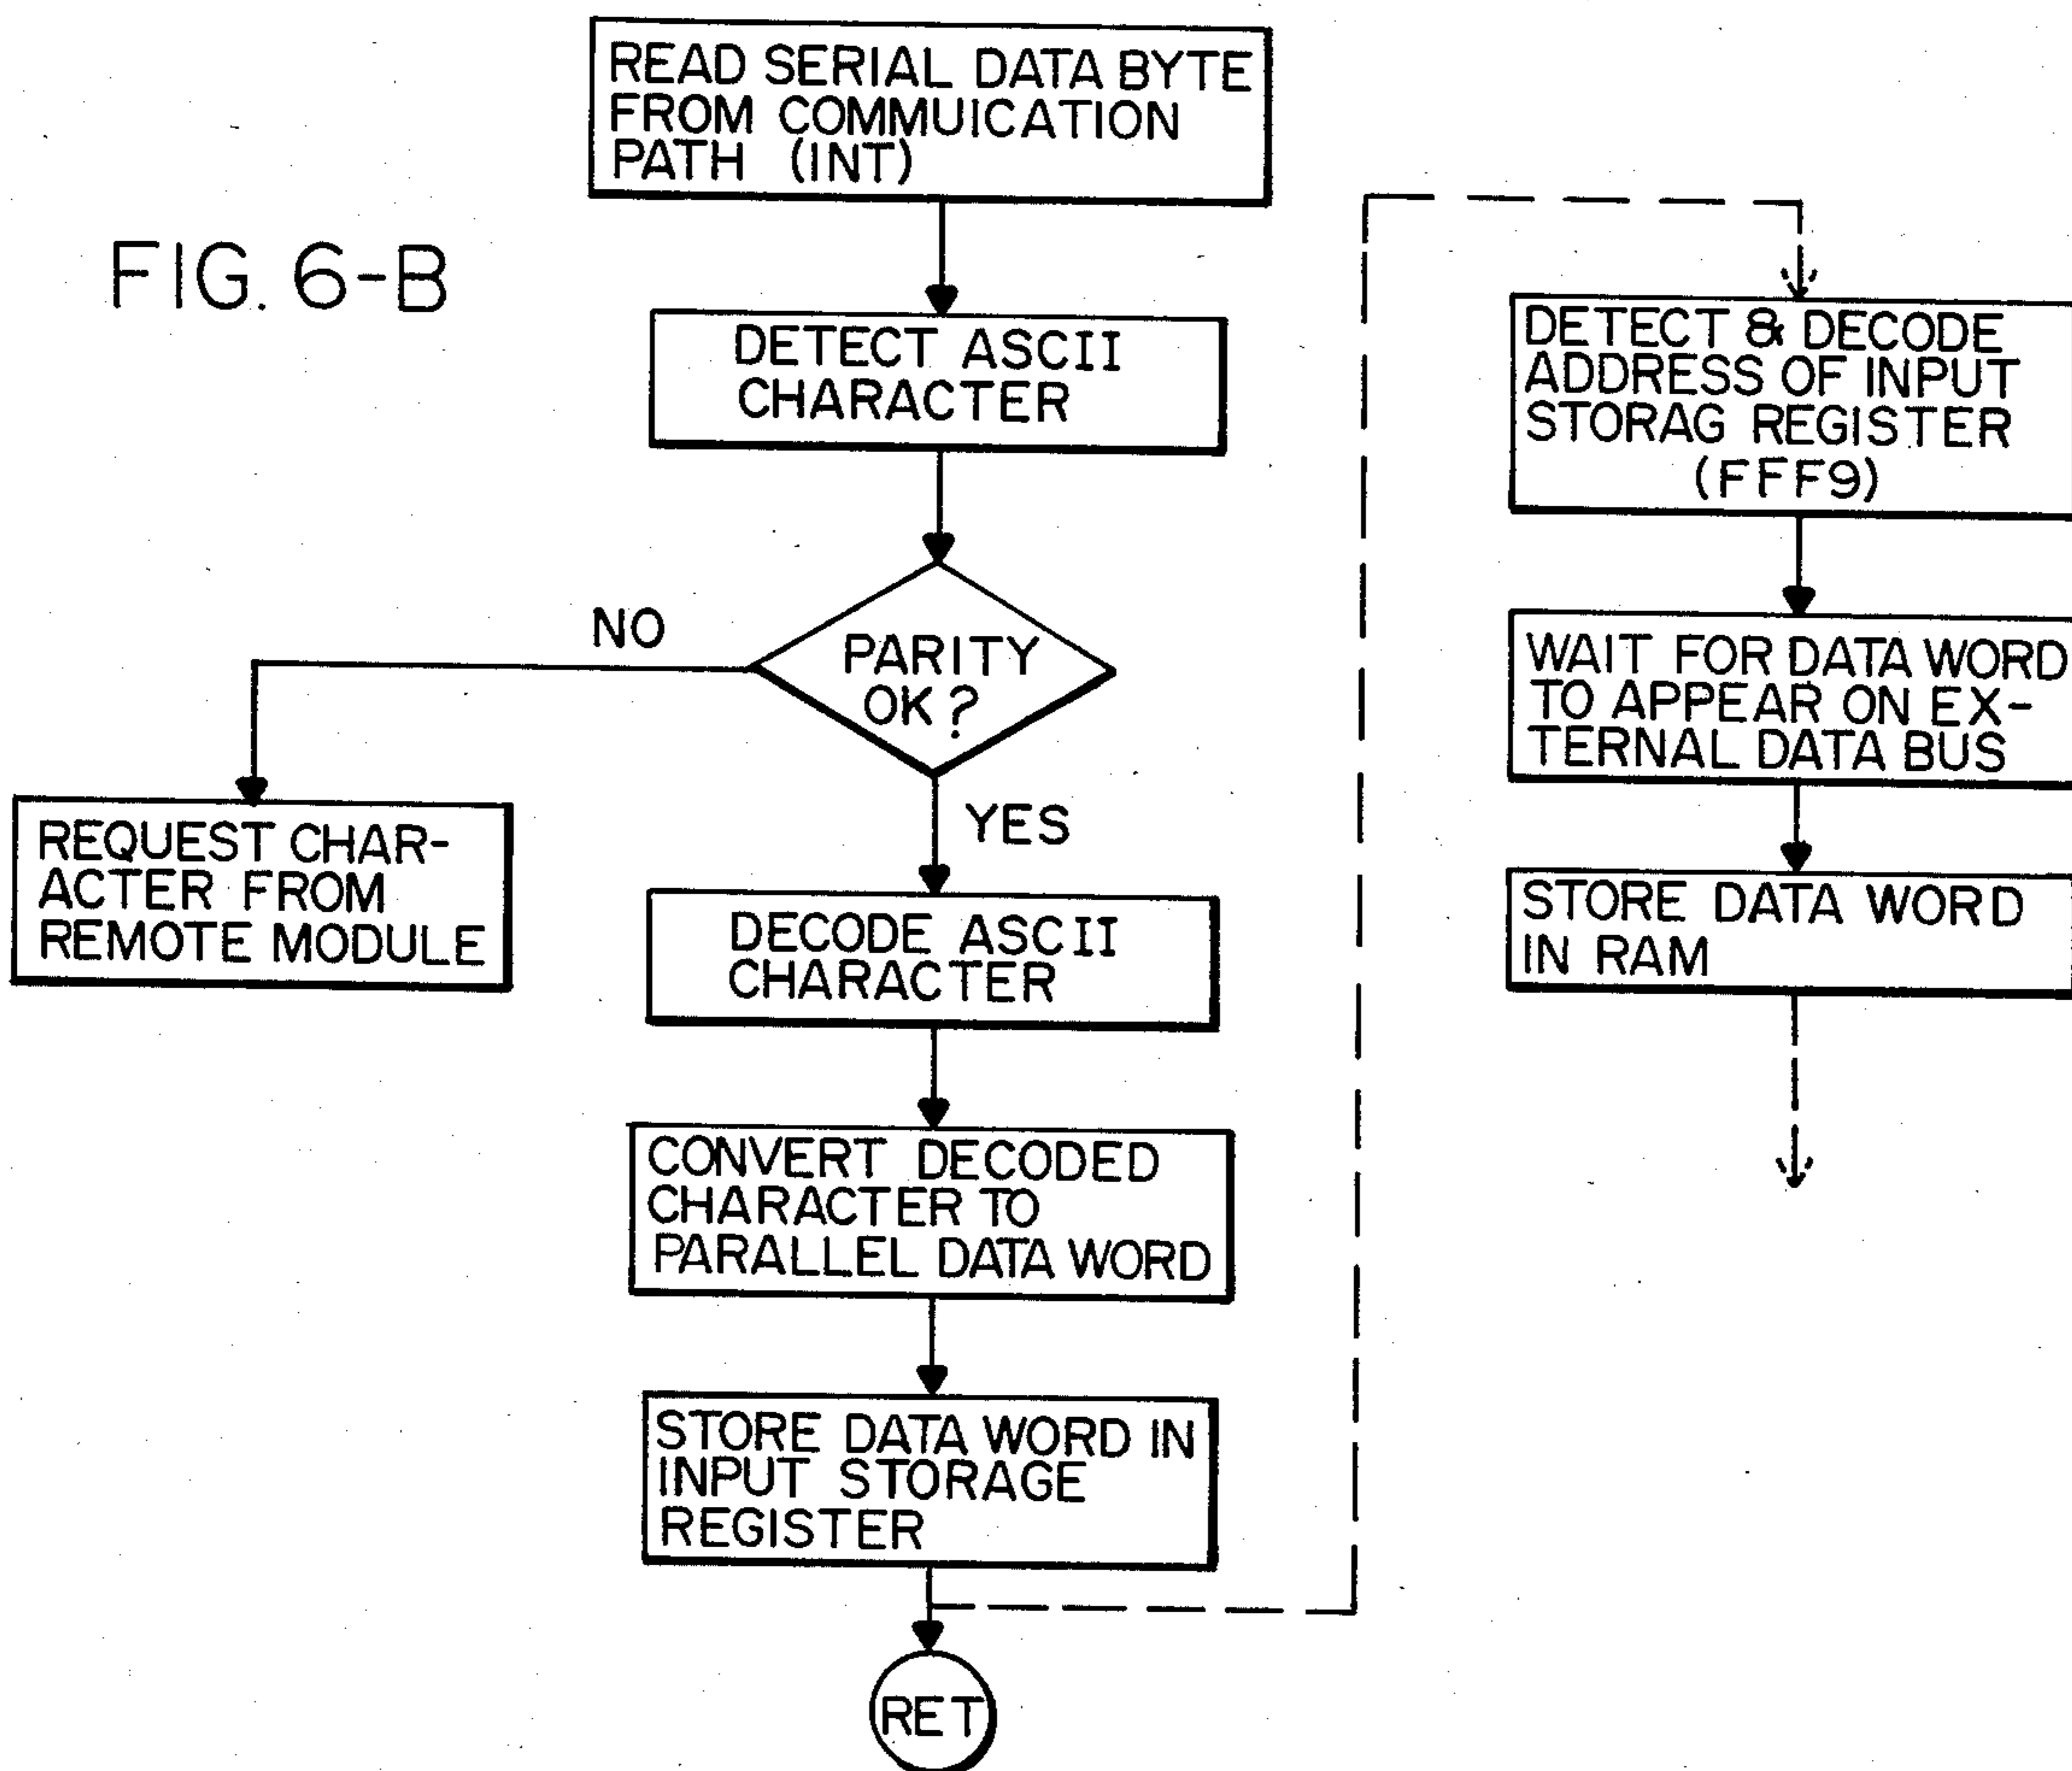 READ SERIAL DATA BYTE
FROM COMMUICATION
PATH (INT)
FIG. 6-B
DETECT ASCII
CHARACTER
PARITY
OK?
NO
REQUEST CHAR-
ACTER FROM
REMOTE MODULE
YES
DECODE ASCII
CHARACTER
CONVERT DECODED
CHARACTER TO
PARALLEL DATA WORD
STORE DATA WORD IN
INPUT STORAGE
REGISTER
RET
DETECT & DECODE
ADDRESS OF INPUT
STORAG REGISTER
(FFF9)
WAIT FOR DATA WORD
TO APPEAR ON EX-
TERNAL DATA BUS
STORE DATA WORD
IN RAM